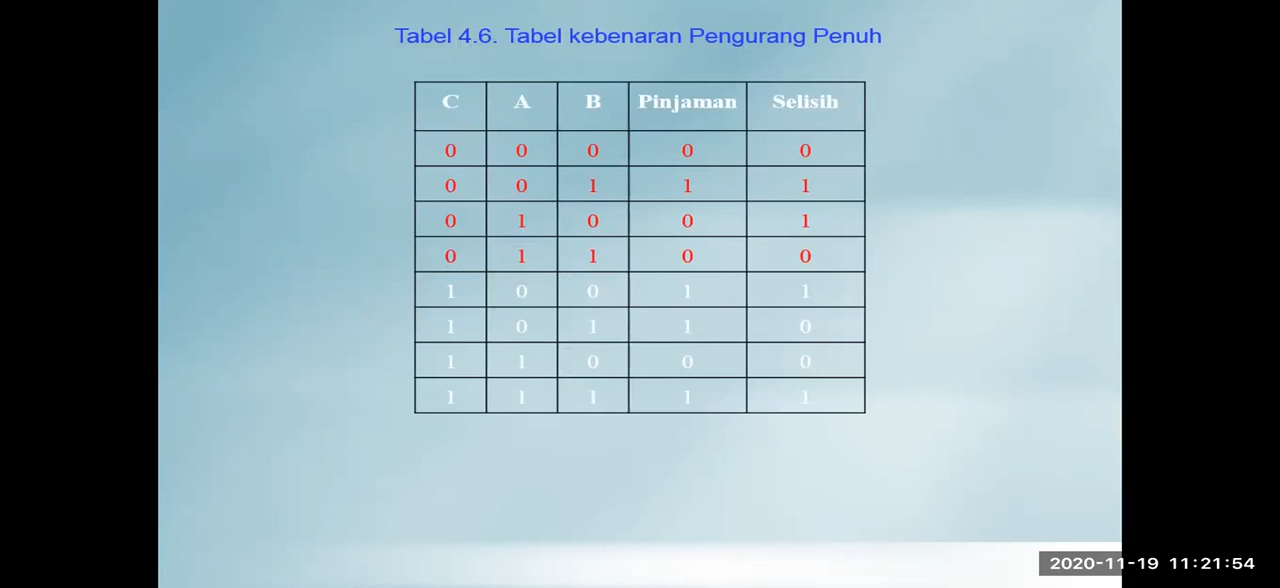 Tabel 4.6. Tabel kebenaran Pengurang Penuh
C A B Pinjaman Selisih
0 0 0 0 0
0 0 1 1 1
0 1 0 0 1
0 1 1 0 0
1 0 0 1 1
1 0 1 1 0
1 1 0 0 0
1 1 1 1 1
2020-11-19 11:21:54